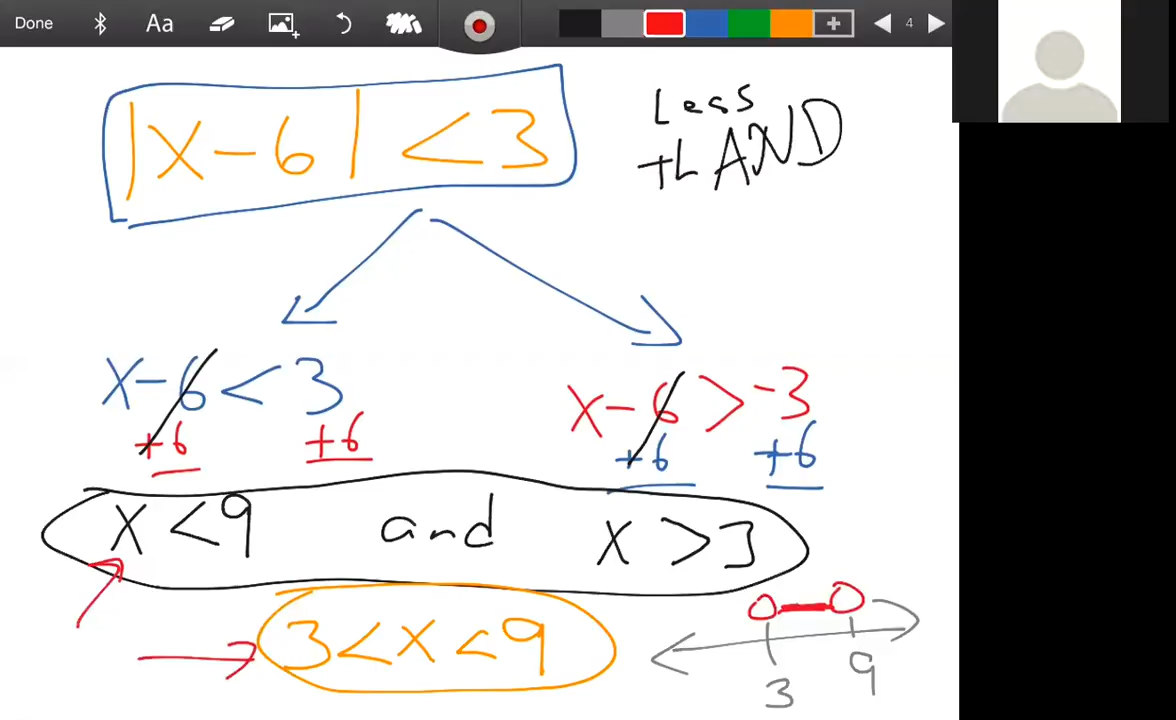 Done
Aa
4
|x-6| < 3
Less
thAND
x-6 < 3
x-6 > -3
+6 +6
+6 +6
x < 9 and x > 3
3 < x < 9
3 9